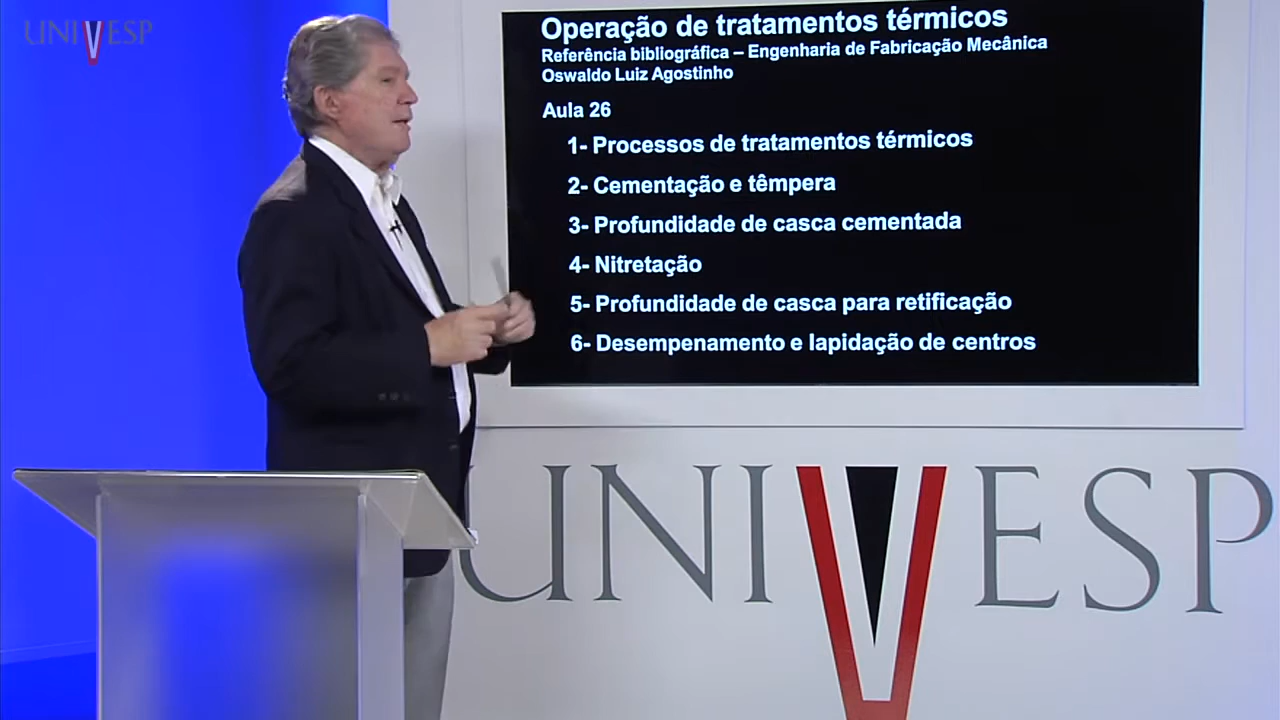 UNIVESP
Operação de tratamentos térmicos
Referência bibliográfica – Engenharia de Fabricação Mecânica
Oswaldo Luiz Agostinho
Aula 26
1- Processos de tratamentos térmicos
2- Cementação e têmpera
3- Profundidade de casca cementada
4- Nitretação
5- Profundidade de casca para retificação
6- Desempenamento e lapidação de centros
UNIVESP